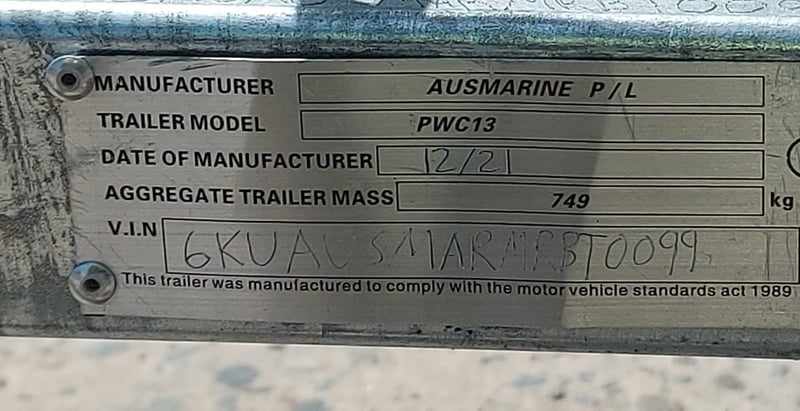 MANUFACTURER AUSMARINE P/L
TRAILER MODEL PWC13
DATE OF MANUFACTURER 12/21
AGGREGATE TRAILER MASS 749 kg
V.I.N 6KUAUSMARMRBT0099
This trailer was manufactured to comply with the motor vehicle standards act 1989